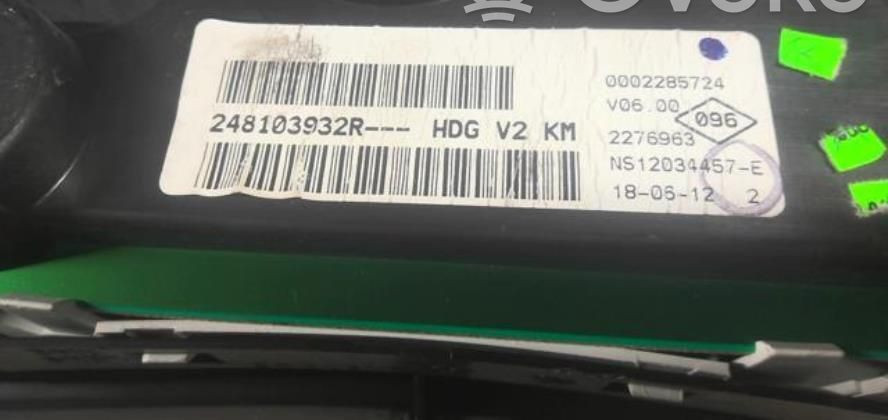 248103932R--- HDG V2 KM
0002285724
V06.00
096
2276963
NS12034457-E
18-06-12 2